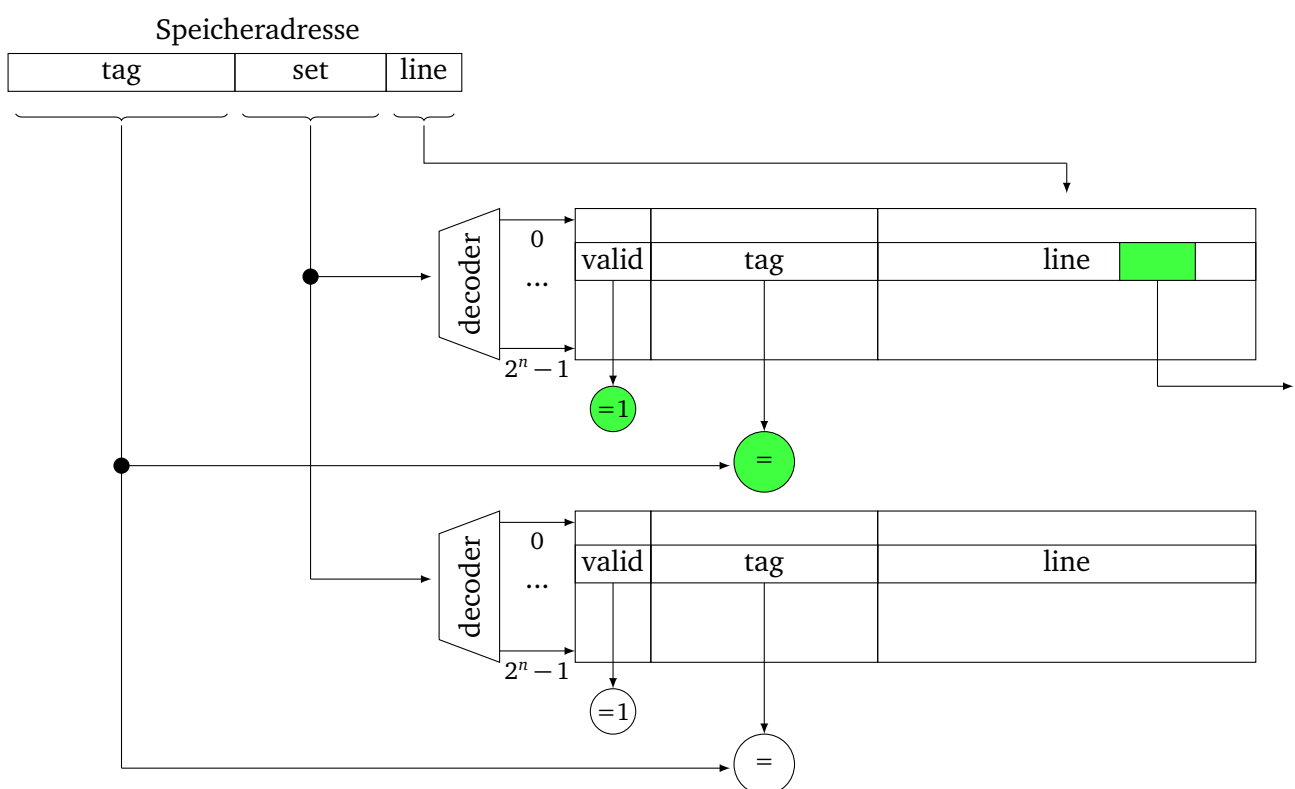 Speicheradresse
tag set line
decoder
0
...
2ⁿ − 1
valid tag line
=1
=
decoder
0
...
2ⁿ − 1
valid tag line
=1
=